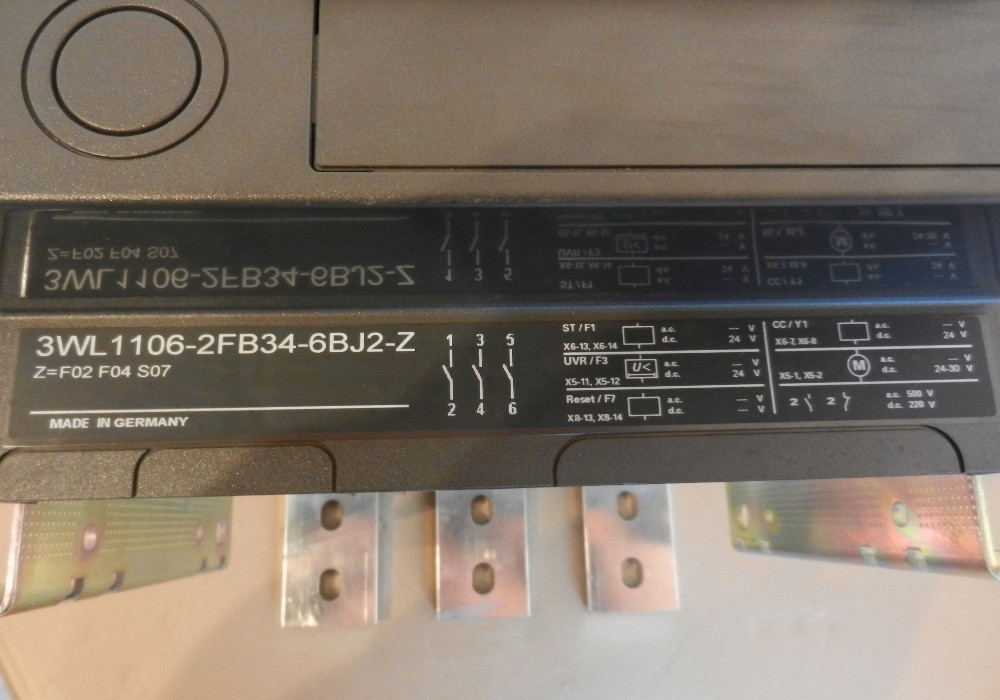 3WL1106-2FB34-6BJ2-Z
Z=F02 F04 S07
MADE IN GERMANY
1 3 5
2 4 6
ST / F1 a.c. --- V
X6-13, X6-14 d.c. 24 V
UVR / F3 U< a.c. --- V
X5-11, X5-12 d.c. 24 V
Reset / F7 a.c. --- V
X8-13, X8-14 d.c. --- V
CC / Y1 a.c. --- V
X6-7, X6-8 d.c. 24 V
M a.c. --- V
X5-1, X5-2 d.c. 24-30 V
2 2 a.c. 500 V
d.c. 220 V